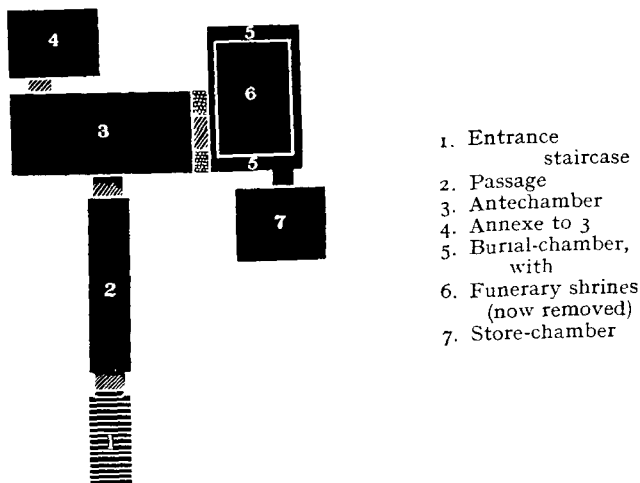 4
5
3
6
5
7
2
1
1. Entrance
staircase
2. Passage
3. Antechamber
4. Annexe to 3
5. Burial-chamber,
with
6. Funerary shrines
(now removed)
7. Store-chamber